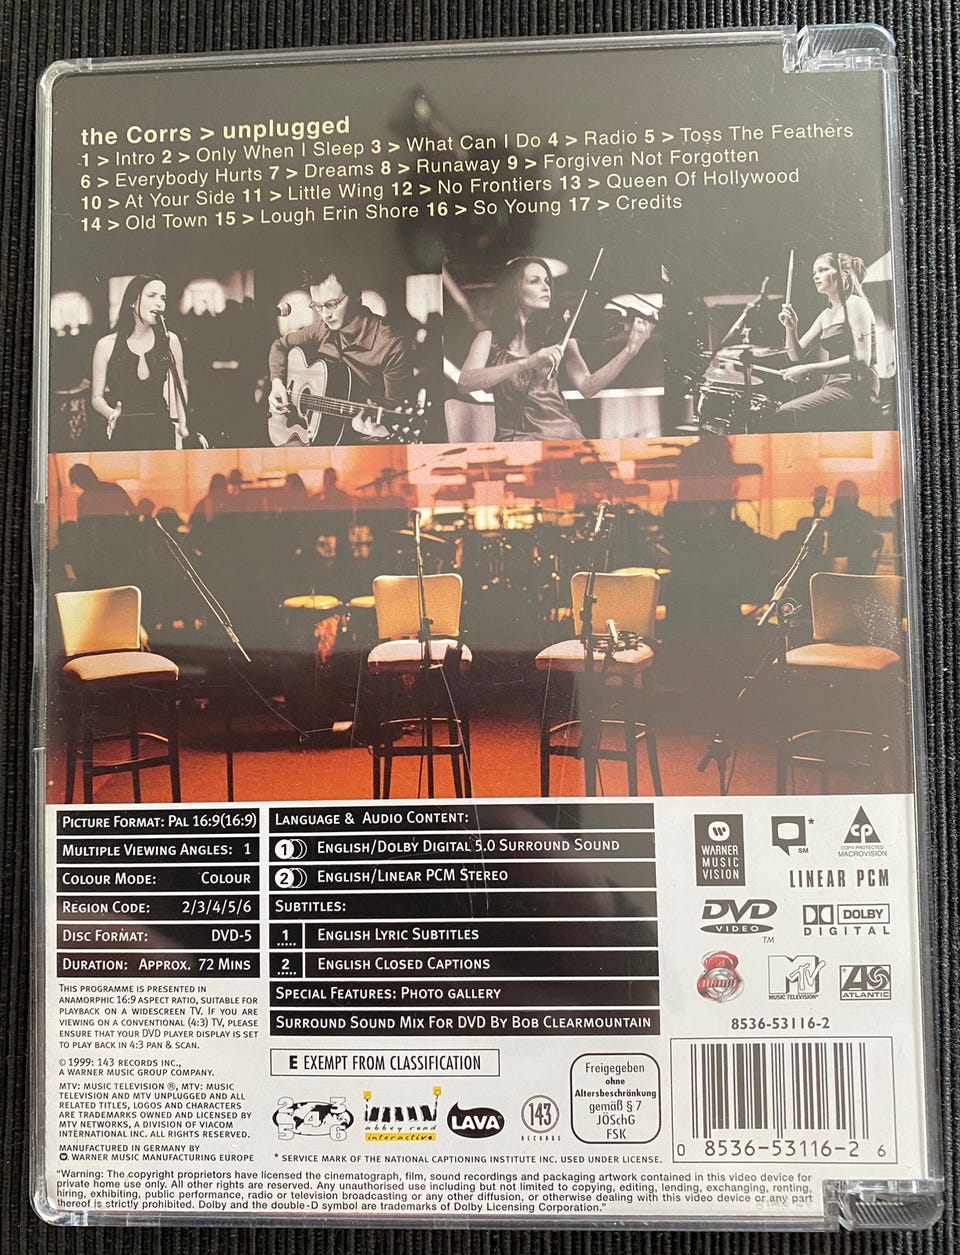 the Corrs > unplugged
1 > Intro 2 > Only When I Sleep 3 > What Can I Do 4 > Radio 5 > Toss The Feathers
6 > Everybody Hurts 7 > Dreams 8 > Runaway 9 > Forgiven Not Forgotten
10 > At Your Side 11 > Little Wing 12 > No Frontiers 13 > Queen Of Hollywood
14 > Old Town 15 > Lough Erin Shore 16 > So Young 17 > Credits
PICTURE FORMAT: PAL 16:9(16:9)
MULTIPLE VIEWING ANGLES: 1
COLOUR MODE: COLOUR
REGION CODE: 2/3/4/5/6
DISC FORMAT: DVD-5
DURATION: APPROX. 72 MINS
THIS PROGRAMME IS PRESENTED IN
ANAMORPHIC 16:9 ASPECT RATIO, SUITABLE FOR
PLAYBACK ON A WIDESCREEN TV. IF YOU ARE
VIEWING ON A CONVENTIONAL (4:3) TV, PLEASE
ENSURE THAT YOUR DVD PLAYER DISPLAY IS SET
TO PLAY BACK IN 4:3 PAN & SCAN.
© 1999: 143 RECORDS INC.,
A WARNER MUSIC GROUP COMPANY.
MTV: MUSIC TELEVISION ®, MTV: MUSIC
TELEVISION AND MTV UNPLUGGED AND ALL
RELATED TITLES, LOGOS AND CHARACTERS
ARE TRADEMARKS OWNED AND LICENSED BY
MTV NETWORKS, A DIVISION OF VIACOM
INTERNATIONAL INC. ALL RIGHTS RESERVED.
MANUFACTURED IN GERMANY BY
WARNER MUSIC MANUFACTURING EUROPE
LANGUAGE & AUDIO CONTENT:
1 ENGLISH/DOLBY DIGITAL 5.0 SURROUND SOUND
2 ENGLISH/LINEAR PCM STEREO
SUBTITLES:
1 ENGLISH LYRIC SUBTITLES
2 ENGLISH CLOSED CAPTIONS
SPECIAL FEATURES: PHOTO GALLERY
SURROUND SOUND MIX FOR DVD BY BOB CLEARMOUNTAIN
E EXEMPT FROM CLASSIFICATION
2 3
5 4 6
abbey road
interactive
LAVA
143
RECORDS
Freigegeben
ohne
Altersbeschränkung
gemäß § 7
JÖSchG
FSK
* SERVICE MARK OF THE NATIONAL CAPTIONING INSTITUTE INC. USED UNDER LICENSE.
WARNER
MUSIC
VISION
* SM
CP
COPY PROTECTED
MACROVISION
LINEAR PCM
DVD
VIDEO
TM
DOLBY
DIGITAL
MTV
MUSIC TELEVISION®
ATLANTIC
8536-53116-2
0 8536-53116-2 6
"Warning: The copyright proprietors have licensed the cinematograph, film, sound recordings and packaging artwork contained in this video device for
private home use only. All other rights are reserved. Any unauthorised use including but not limited to copying, editing, lending, exchanging, renting,
hiring, exhibiting, public performance, radio or television broadcasting or any other diffusion, or otherwise dealing with this video device or any part
thereof is strictly prohibited. Dolby and the double-D symbol are trademarks of Dolby Licensing Corporation."